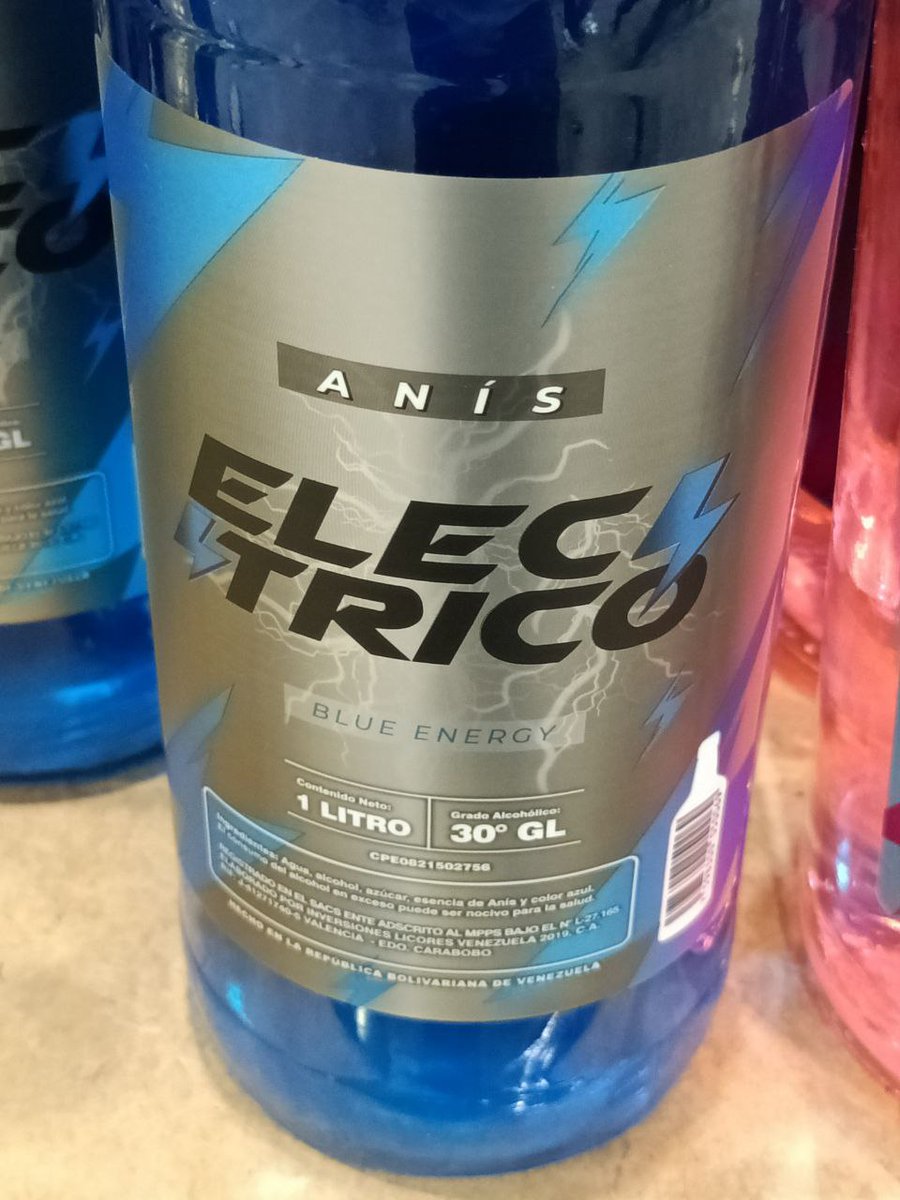 ANÍS
ELEC
TRICO
BLUE ENERGY
Contenido Neto:
1 LITRO
Grado Alcohólico:
30° GL
CPE0821502756
Ingredientes: Agua, alcohol, azúcar, esencia de Anís y color azul.
El consumo del alcohol en exceso puede ser nocivo para la salud.
REGISTRADO EN EL SACS ENTE ADSCRITO AL MPPS BAJO EL N° L-27.165
ELABORADO POR INVERSIONES LICORES VENEZUELA 2019, C.A.
VALENCIA - EDO. CARABOBO
HECHO EN LA REPÚBLICA BOLIVARIANA DE VENEZUELA
GL